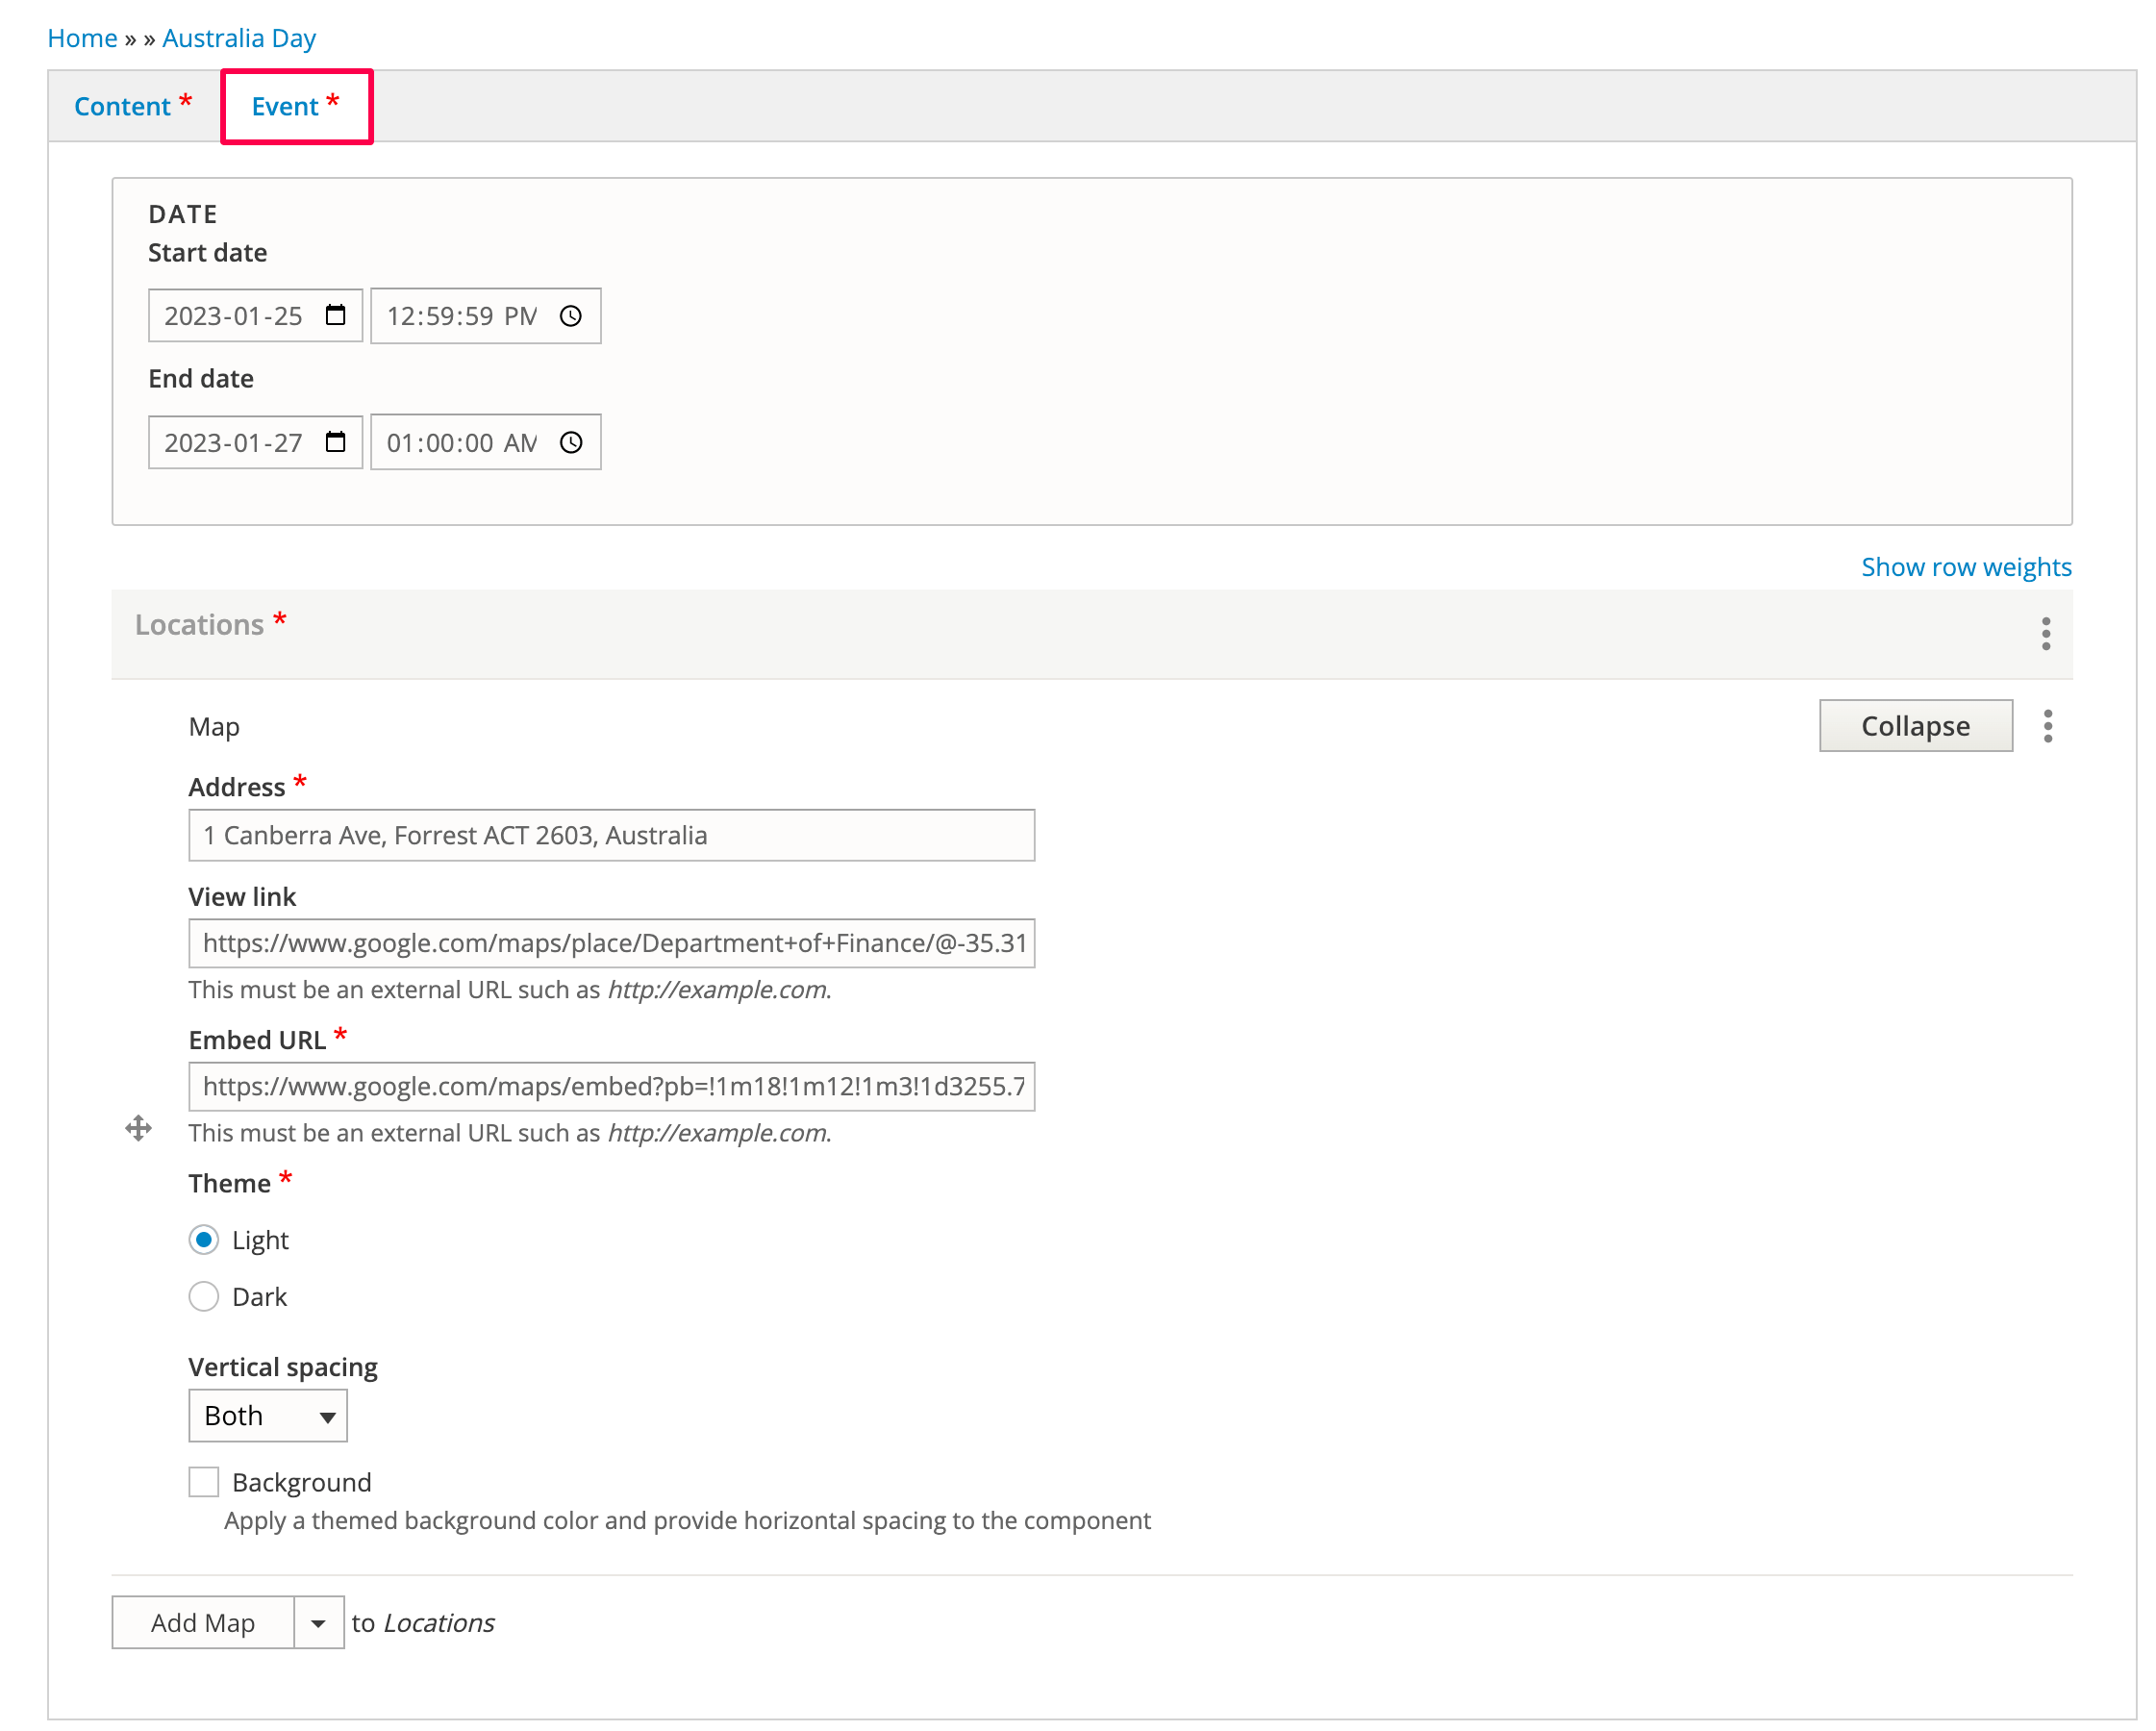 Home » » Australia Day
Content *
Event *
DATE
Start date
2023-01-25
12:59:59 PM
End date
2023-01-27
01:00:00 AM
Show row weights
Locations *
Map
Collapse
Address *
1 Canberra Ave, Forrest ACT 2603, Australia
View link
https://www.google.com/maps/place/Department+of+Finance/@-35.31
This must be an external URL such as http://example.com.
Embed URL *
https://www.google.com/maps/embed?pb=!1m18!1m12!1m3!1d3255.7
This must be an external URL such as http://example.com.
Theme *
Light
Dark
Vertical spacing
Both
Background
Apply a themed background color and provide horizontal spacing to the component
Add Map
to Locations